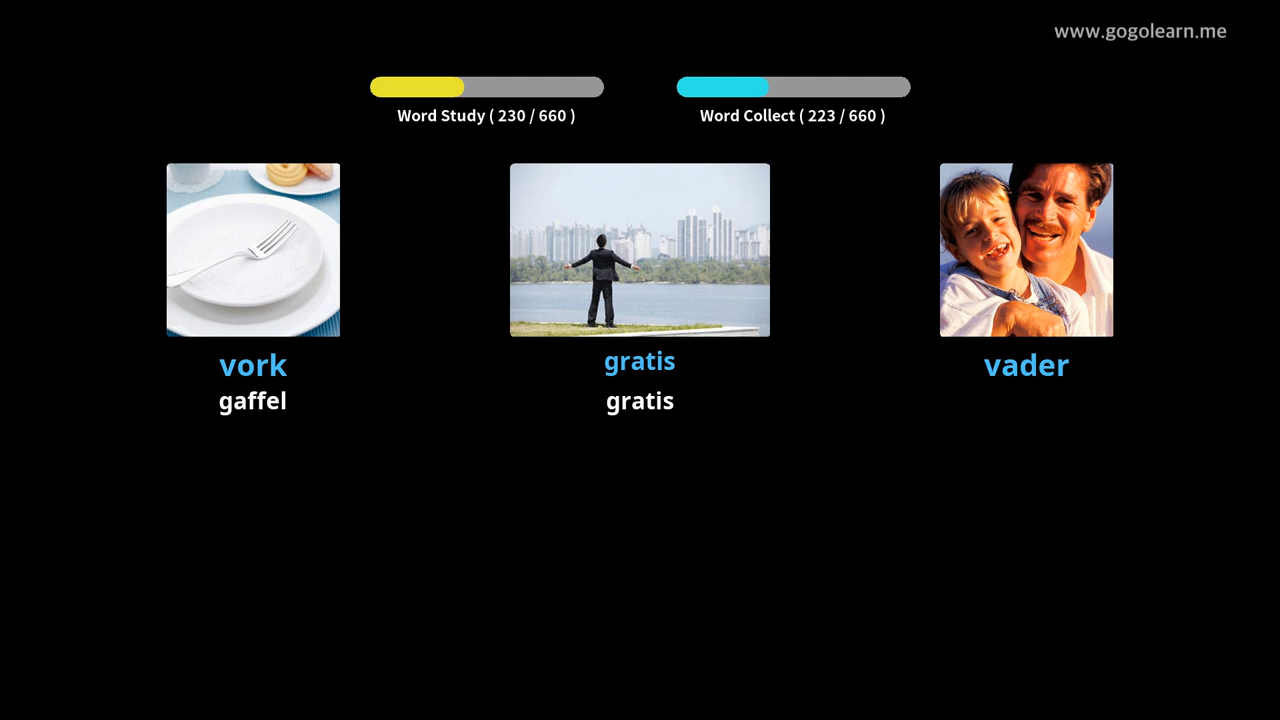 www.gogolearn.me
Word Study ( 230 / 660 )
Word Collect ( 223 / 660 )
vork
gaffel
gratis
gratis
vader